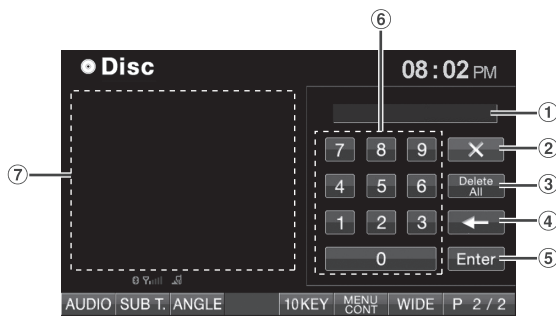 ⑥
Disc 08:02 PM
①
7 8 9 ②
4 5 6 Delete All ③
⑦
1 2 3 ④
0 Enter ⑤
AUDIO SUB T. ANGLE 10KEY MENU CONT WIDE P 2/2